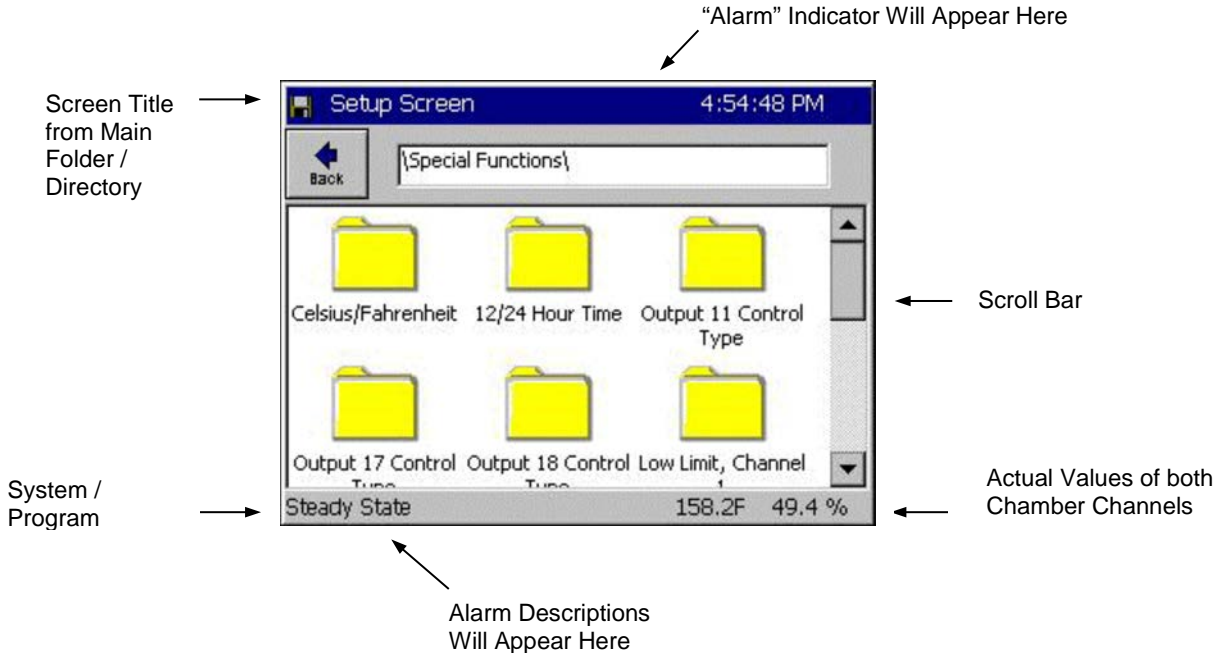 “Alarm” Indicator Will Appear Here
Screen Title
from Main
Folder /
Directory
Setup Screen 4:54:48 PM
Back
\Special Functions\
Celsius/Fahrenheit
12/24 Hour Time
Output 11 Control
Type
Scroll Bar
Output 17 Control
Type
Output 18 Control
Type
Low Limit, Channel
1
System /
Program
Steady State 158.2F 49.4 %
Actual Values of both
Chamber Channels
Alarm Descriptions
Will Appear Here